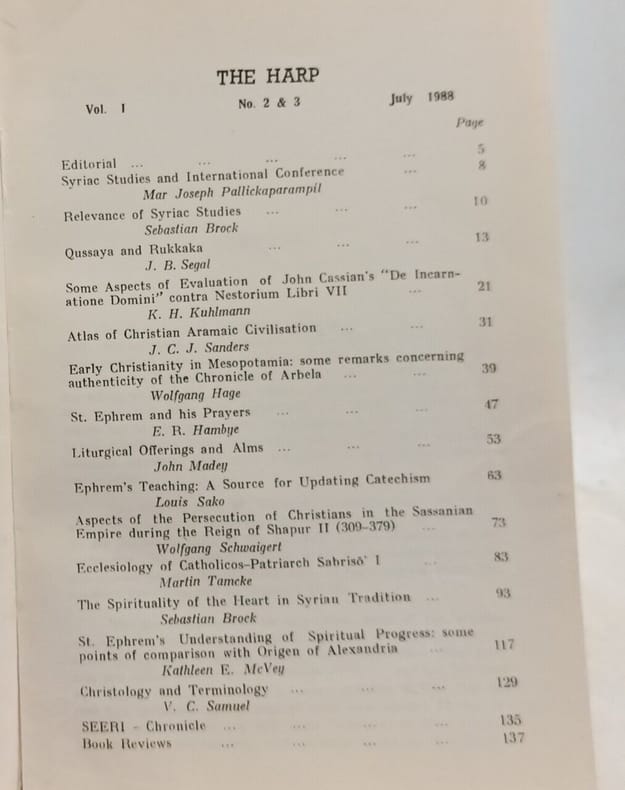 THE HARP
Vol. I No. 2 & 3 July 1988
Page
Editorial ... ... ... ... ... 5
Syriac Studies and International Conference ... 8
Mar Joseph Pallickaparampil
Relevance of Syriac Studies ... ... ... 10
Sebastian Brock
Qussaya and Rukkaka ... ... ... 13
J. B. Segal
Some Aspects of Evaluation of John Cassian's "De Incarn-
atione Domini" contra Nestorium Libri VII ... 21
K. H. Kuhlmann
Atlas of Christian Aramaic Civilisation ... ... 31
J. C. J. Sanders
Early Christianity in Mesopotamia: some remarks concerning
authenticity of the Chronicle of Arbela ... ... 39
Wolfgang Hage
St. Ephrem and his Prayers ... ... ... 47
E. R. Hambye
Liturgical Offerings and Alms ... ... ... 53
John Madey
Ephrem's Teaching: A Source for Updating Catechism 63
Louis Sako
Aspects of the Persecution of Christians in the Sassanian
Empire during the Reign of Shapur II (309-379) ... 73
Wolfgang Schwaigert
Ecclesiology of Catholicos-Patriarch Sabrisō' I ... 83
Martin Tamcke
The Spirituality of the Heart in Syrian Tradition ... 93
Sebastian Brock
St. Ephrem's Understanding of Spiritual Progress: some
points of comparison with Origen of Alexandria ... 117
Kathleen E. McVey
Christology and Terminology ... ... ... 129
V. C. Samuel
SEERI - Chronicle ... ... ... ... 135
Book Reviews ... ... ... ... 137